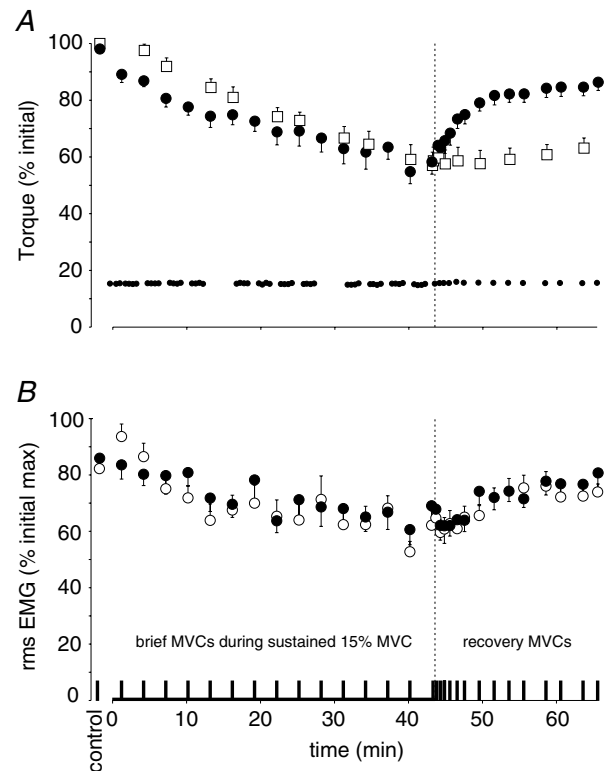 A
100
80
60
40
20
0
Torque (% initial)
B
100
80
60
40
20
0
rms EMG (% initial max)
brief MVCs during sustained 15% MVC
recovery MVCs
control
0
10
20
30
40
50
60
time (min)